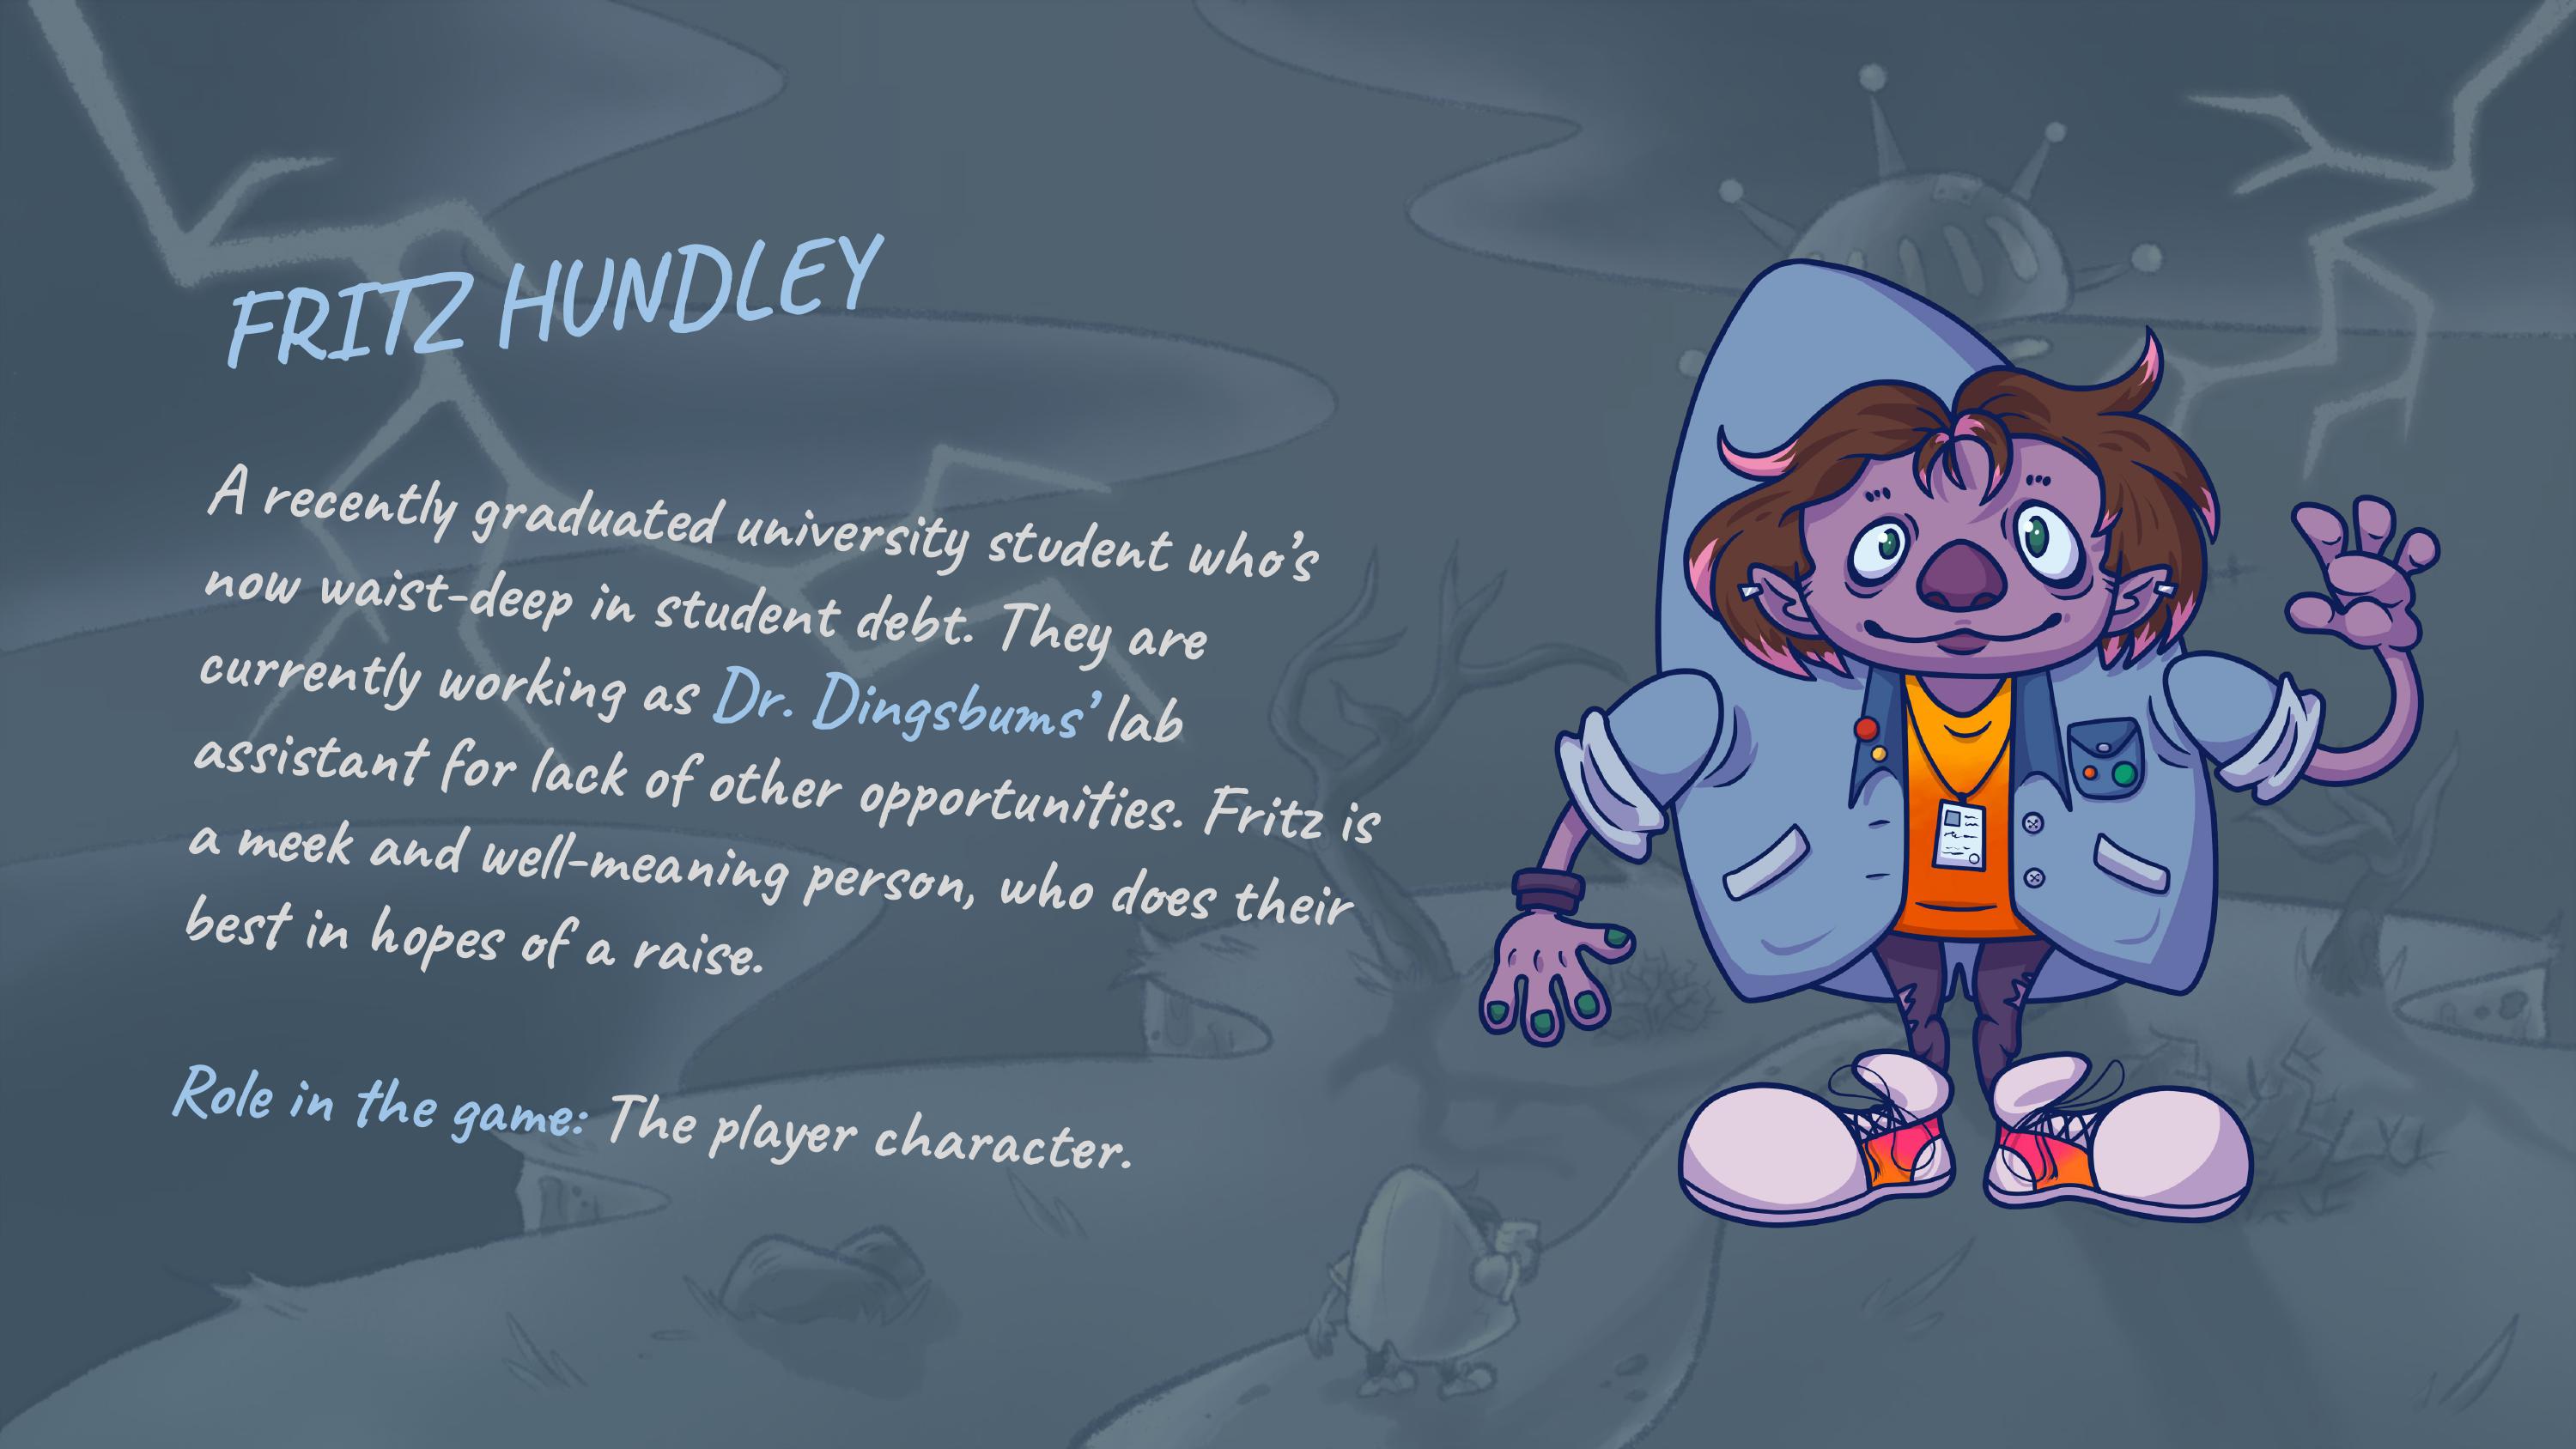 FRITZ HUNDLEY
A recently graduated university student who's
now waist-deep in student debt. They are
currently working as Dr. Dingsbums' lab
assistant for lack of other opportunities. Fritz is
a meek and well-meaning person, who does their
best in hopes of a raise.
Role in the game: The player character.